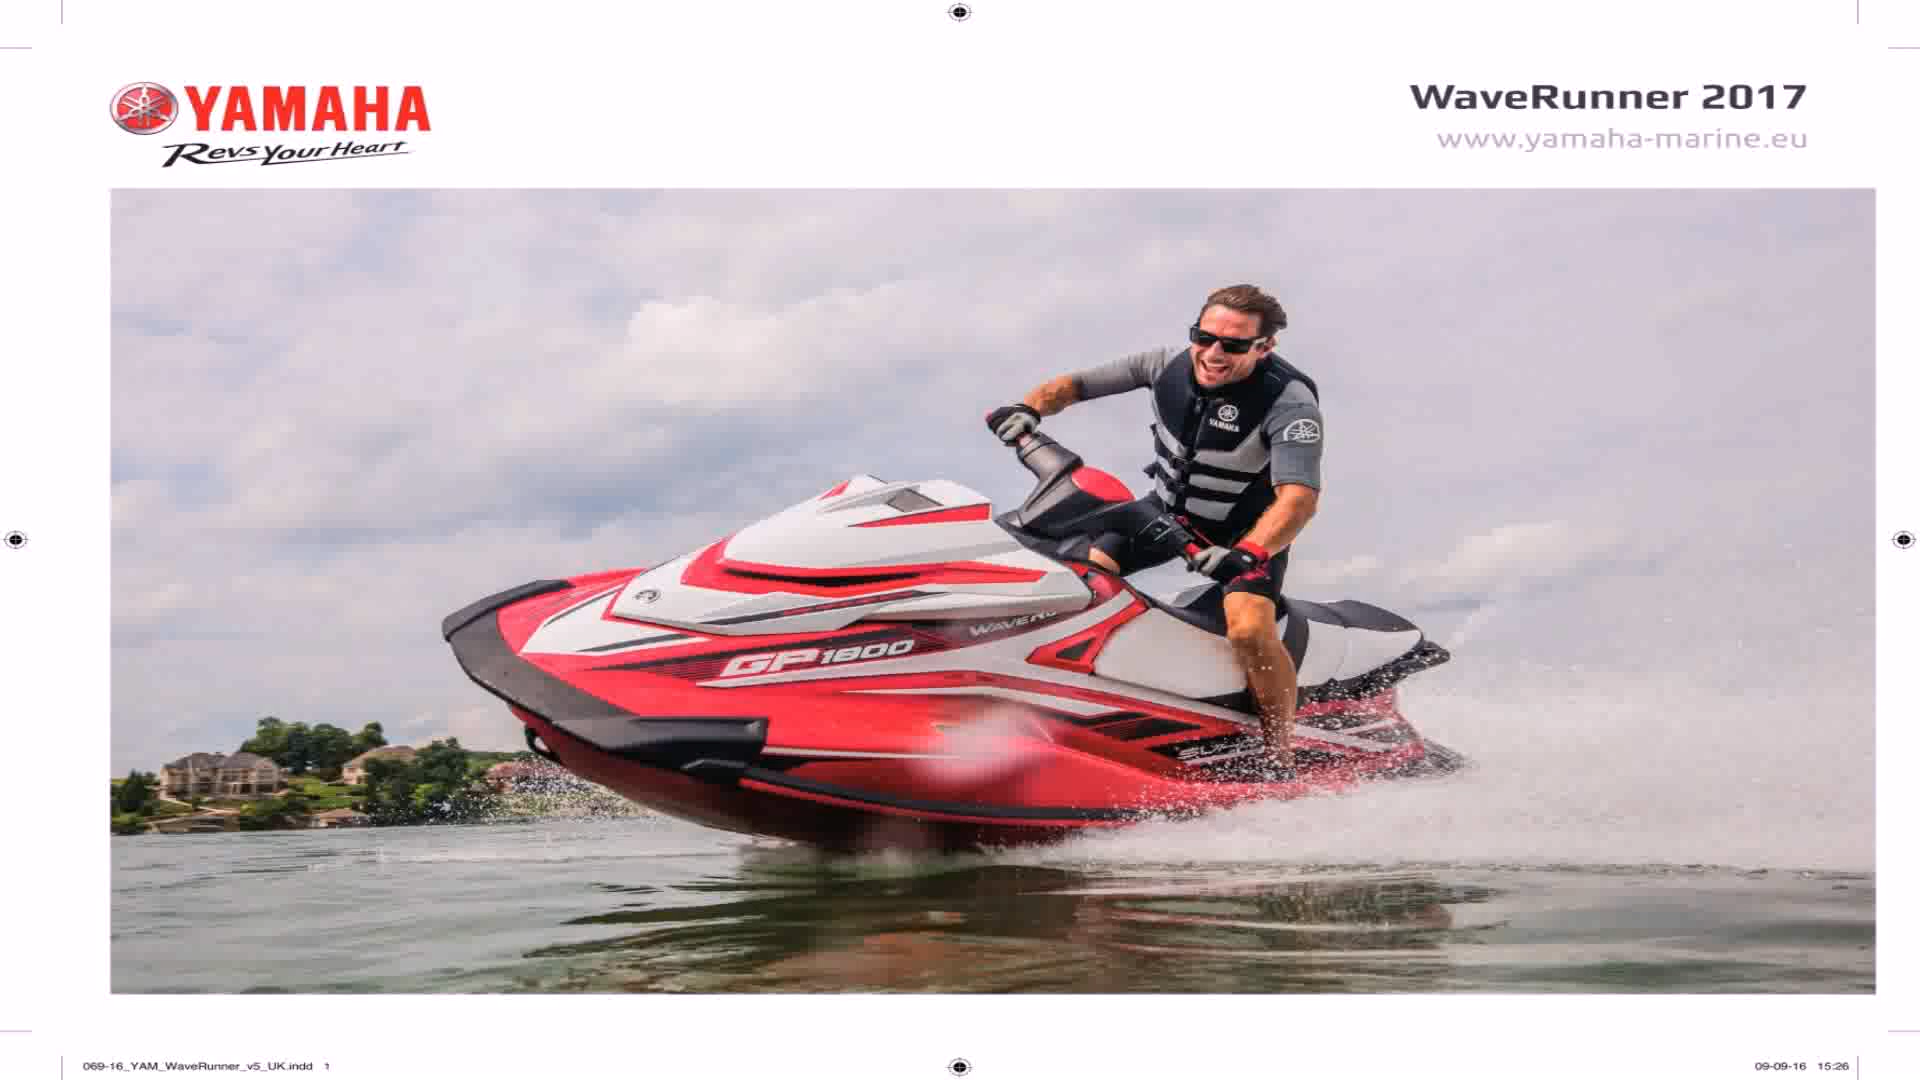 YAMAHA
Revs Your Heart
WaveRunner 2017
www.yamaha-marine.eu
YAMAHA
GP1800
WAVERU
069-16_YAM_WaveRunner_v5_UK.indd 1
09-09-16 15:26